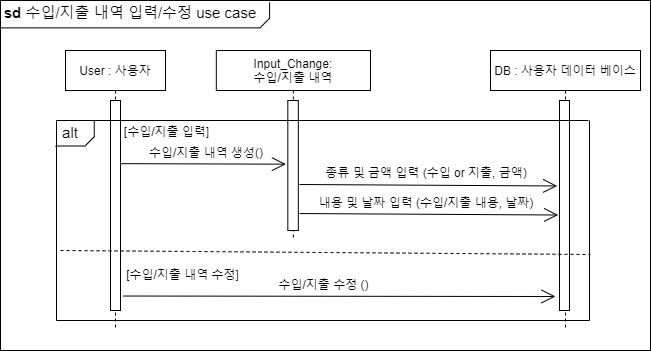 sd 수입/지출 내역 입력/수정 use case
User : 사용자
Input_Change:
수입/지출 내역
DB : 사용자 데이터 베이스
alt
[수입/지출 입력]
수입/지출 내역 생성()
종류 및 금액 입력 (수입 or 지출, 금액)
내용 및 날짜 입력 (수입/지출 내용, 날짜)
[수입/지출 내역 수정]
수입/지출 수정 ()